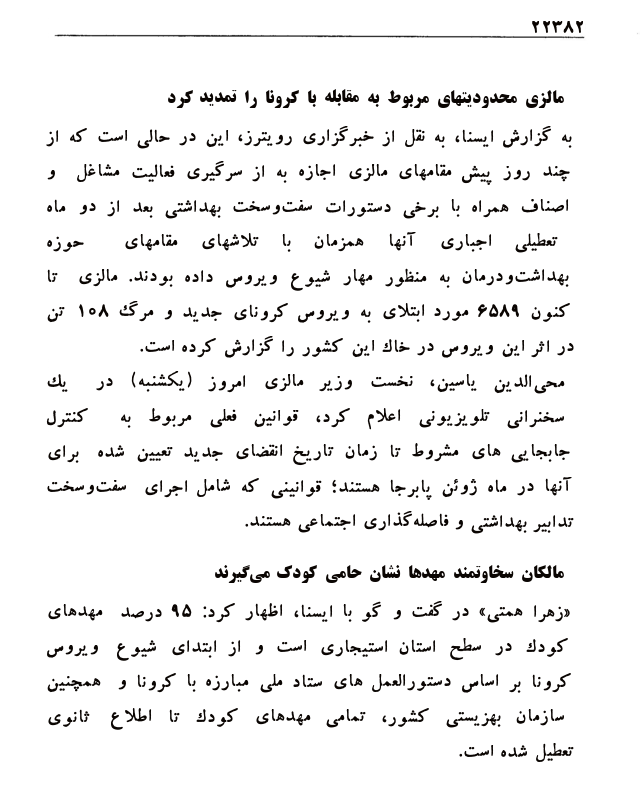 ۲۲۳۸۲
مالزی محدودیتهای مربوط به مقابله با کرونا را تمدید کرد
به گزارش ایسنا، به نقل از خبرگزاری رویترز، این در حالی است که از
چند روز پیش مقامهای مالزی اجازه به از سرگیری فعالیت مشاغل و
اصناف همراه با برخی دستورات سفت‌وسخت بهداشتی بعد از دو ماه
تعطیلی اجباری آنها همزمان با تلاشهای مقامهای حوزه
بهداشت‌ودرمان به منظور مهار شیوع ویروس داده بودند. مالزی تا
کنون ۶۵۸۹ مورد ابتلای به ویروس کرونای جدید و مرگ ۱۰۸ تن
در اثر این ویروس در خاک این کشور را گزارش کرده است.
محی‌الدین یاسین، نخست وزیر مالزی امروز (یکشنبه) در یک
سخنرانی تلویزیونی اعلام کرد، قوانین فعلی مربوط به کنترل
جابجایی های مشروط تا زمان تاریخ انقضای جدید تعیین شده برای
آنها در ماه ژوئن پابرجا هستند؛ قوانینی که شامل اجرای سفت‌وسخت
تدابیر بهداشتی و فاصله‌گذاری اجتماعی هستند.
مالکان سخاوتمند مهدها نشان حامی کودک می‌گیرند
«زهرا همتی» در گفت و گو با ایسنا، اظهار کرد: ۹۵ درصد مهدهای
کودک در سطح استان استیجاری است و از ابتدای شیوع ویروس
کرونا بر اساس دستورالعمل های ستاد ملی مبارزه با کرونا و همچنین
سازمان بهزیستی کشور، تمامی مهدهای کودک تا اطلاع ثانوی
تعطیل شده است.